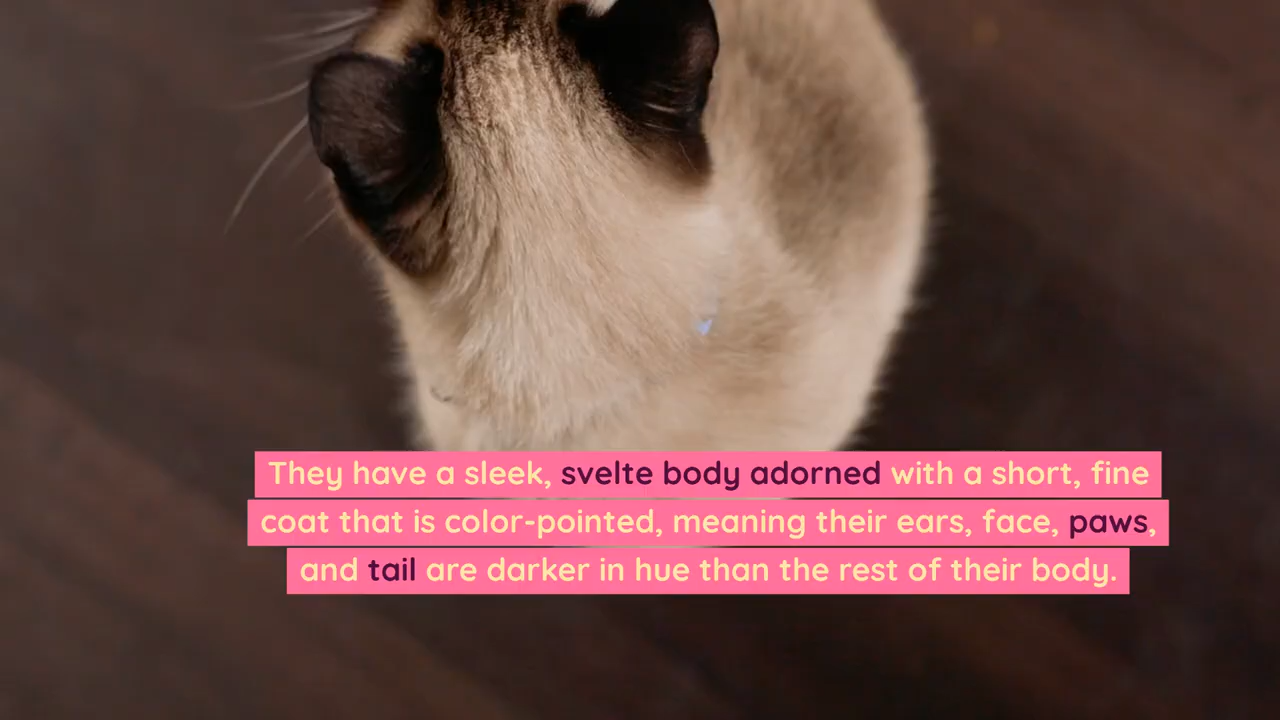 They have a sleek, svelte body adorned with a short, fine
coat that is color-pointed, meaning their ears, face, paws,
and tail are darker in hue than the rest of their body.